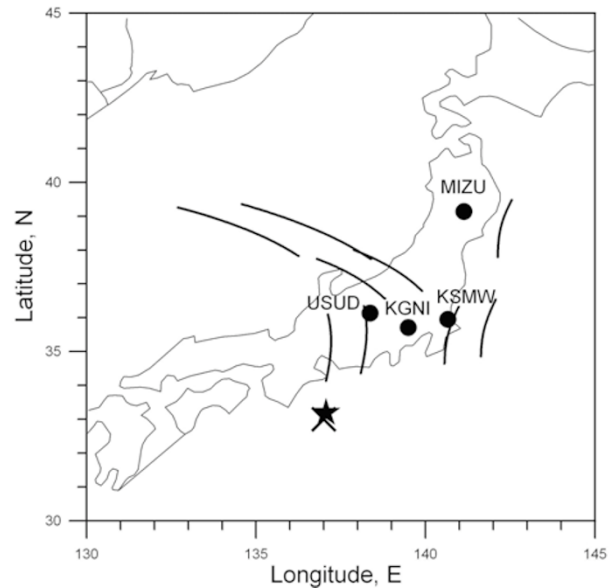 45
MIZU
40
Latitude, N
USUD KGNI KSMW
35
30
130 135 140 145
Longitude, E